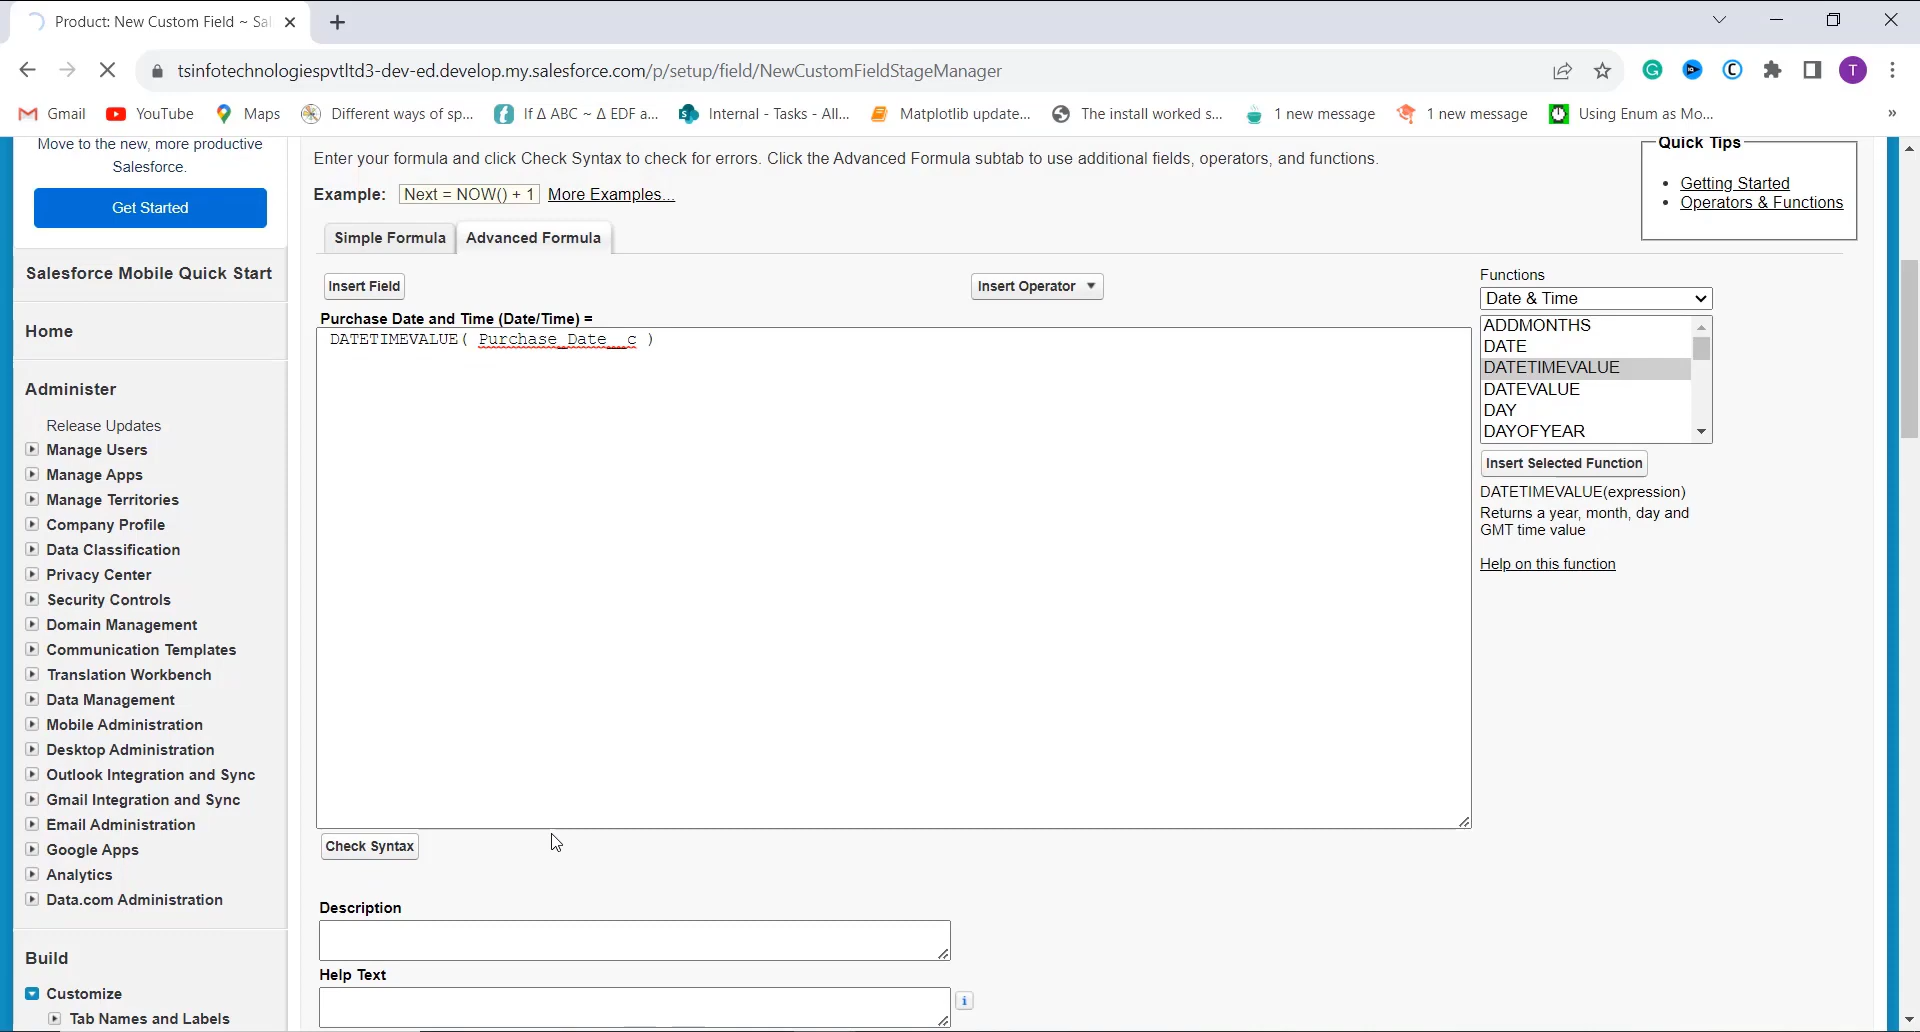 Product: New Custom Field ~ Sal
tsinfotechnologiespvtltd3-dev-ed.develop.my.salesforce.com/p/setup/field/NewCustomFieldStageManager
G
C
T
Gmail
YouTube
Maps
Different ways of sp...
If Δ ABC ~ Δ EDF a...
Internal - Tasks - All...
Matplotlib update...
The install worked s...
1 new message
1 new message
Using Enum as Mo...
»
Move to the new, more productive
Salesforce.
Get Started
Salesforce Mobile Quick Start
Home
Administer
Release Updates
Manage Users
Manage Apps
Manage Territories
Company Profile
Data Classification
Privacy Center
Security Controls
Domain Management
Communication Templates
Translation Workbench
Data Management
Mobile Administration
Desktop Administration
Outlook Integration and Sync
Gmail Integration and Sync
Email Administration
Google Apps
Analytics
Data.com Administration
Build
Customize
Tab Names and Labels
Enter your formula and click Check Syntax to check for errors. Click the Advanced Formula subtab to use additional fields, operators, and functions.
Example: Next = NOW() + 1 More Examples...
Quick Tips
• Getting Started
• Operators & Functions
Simple Formula
Advanced Formula
Insert Field
Insert Operator
Purchase Date and Time (Date/Time) =
DATETIMEVALUE( Purchase_Date__c )
Functions
Date & Time
ADDMONTHS
DATE
DATETIMEVALUE
DATEVALUE
DAY
DAYOFYEAR
Insert Selected Function
DATETIMEVALUE(expression)
Returns a year, month, day and
GMT time value
Help on this function
Check Syntax
Description
Help Text
i